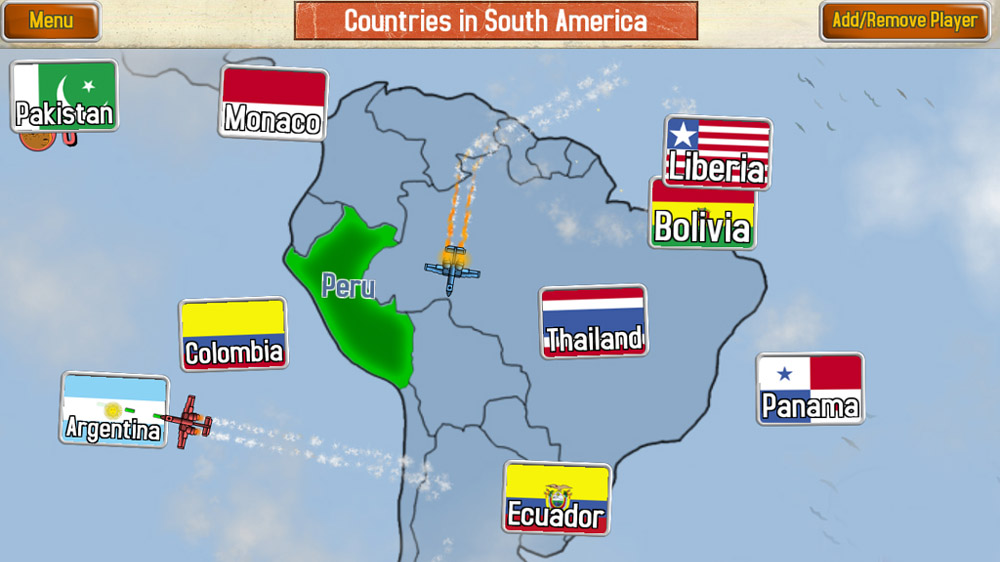 Menu
Countries in South America
Add/Remove Player
Pakistan
Monaco
Liberia
Bolivia
Peru
Thailand
Colombia
Panama
Argentina
Ecuador